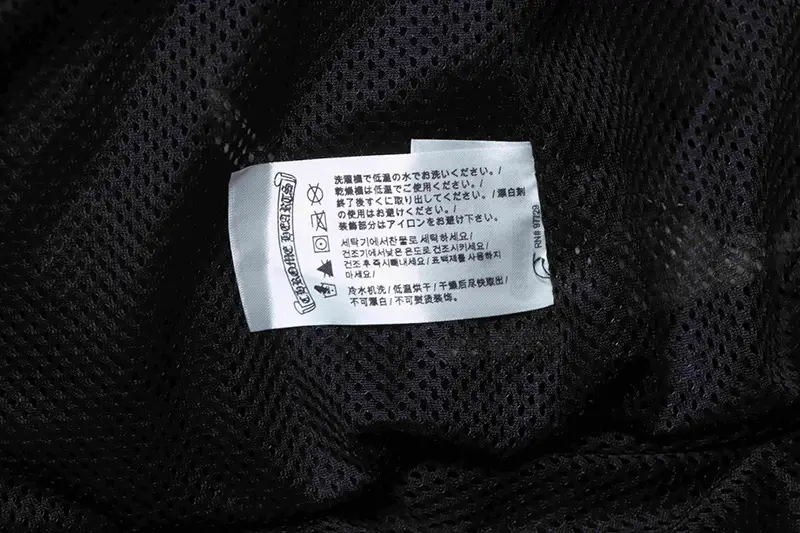 CHROME HEARTS
洗濯機で低温の水でお洗いください。/
乾燥機は低温でご使用ください。/
終了後すぐに取り出してください。/漂白剤
の使用はお避けください。/
装飾部分はアイロンをお避け下さい。
세탁기에서찬물로 세탁하세요/
건조기에서낮은 온도로 건조시키세요/
건조 후 즉시빼내세요/ 표백제를 사용하지
마세요/
冷水机洗/低温烘干/干燥后尽快取出/
不可漂白/不可熨烫装饰。
RN# 97729